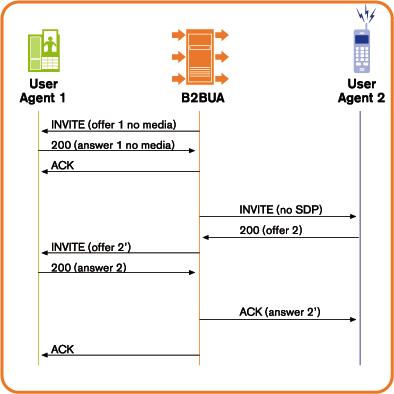 User
Agent 1
B2BUA
User
Agent 2
INVITE (offer 1 no media)
200 (answer 1 no media)
ACK
INVITE (no SDP)
200 (offer 2)
INVITE (offer 2')
200 (answer 2)
ACK (answer 2')
ACK